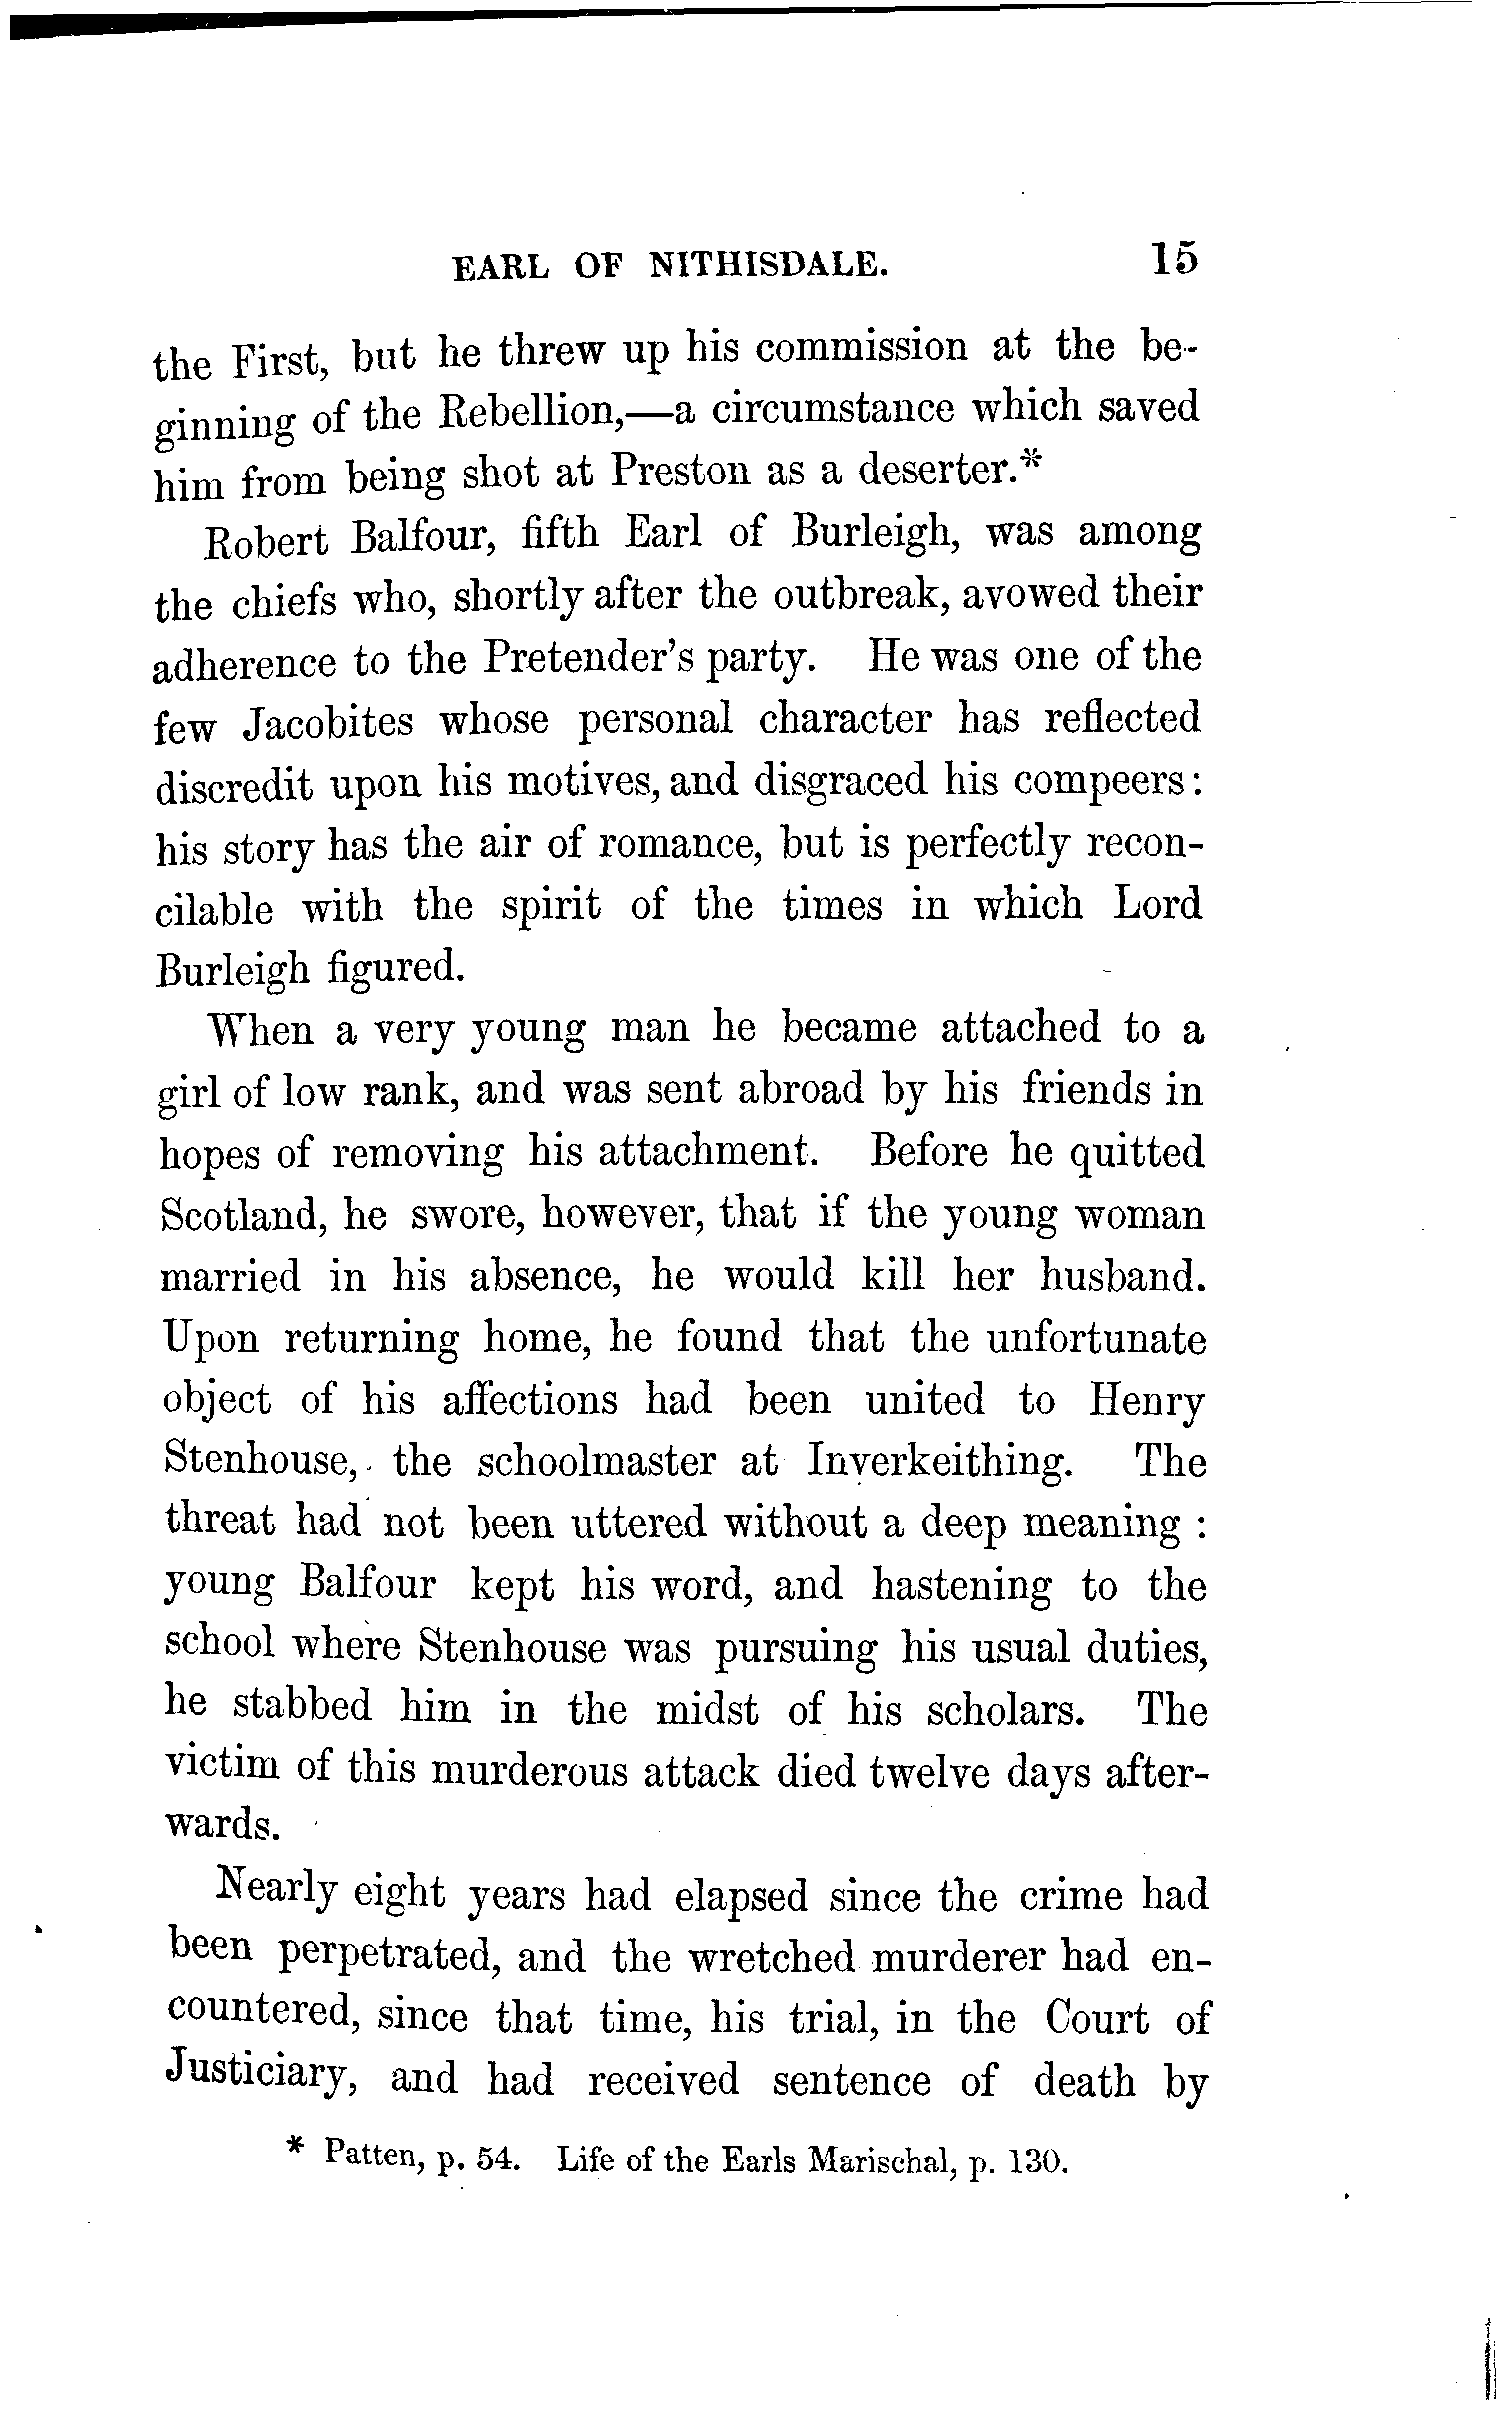 EARL OF NITHISDALE. 15
the First, but he threw up his commission at the be-
ginning of the Rebellion,—a circumstance which saved
him from being shot at Preston as a deserter.*
Robert Balfour, fifth Earl of Burleigh, was among
the chiefs who, shortly after the outbreak, avowed their
adherence to the Pretender's party. He was one of the
few Jacobites whose personal character has reflected
discredit upon his motives, and disgraced his compeers:
his story has the air of romance, but is perfectly recon-
cilable with the spirit of the times in which Lord
Burleigh figured.
When a very young man he became attached to a
girl of low rank, and was sent abroad by his friends in
hopes of removing his attachment. Before he quitted
Scotland, he swore, however, that if the young woman
married in his absence, he would kill her husband.
Upon returning home, he found that the unfortunate
object of his affections had been united to Henry
Stenhouse, the schoolmaster at Inverkeithing. The
threat had not been uttered without a deep meaning :
young Balfour kept his word, and hastening to the
school where Stenhouse was pursuing his usual duties,
he stabbed him in the midst of his scholars. The
victim of this murderous attack died twelve days after-
wards.
Nearly eight years had elapsed since the crime had
been perpetrated, and the wretched murderer had en-
countered, since that time, his trial, in the Court of
Justiciary, and had received sentence of death by
* Patten, p. 54. Life of the Earls Marischal, p. 130.